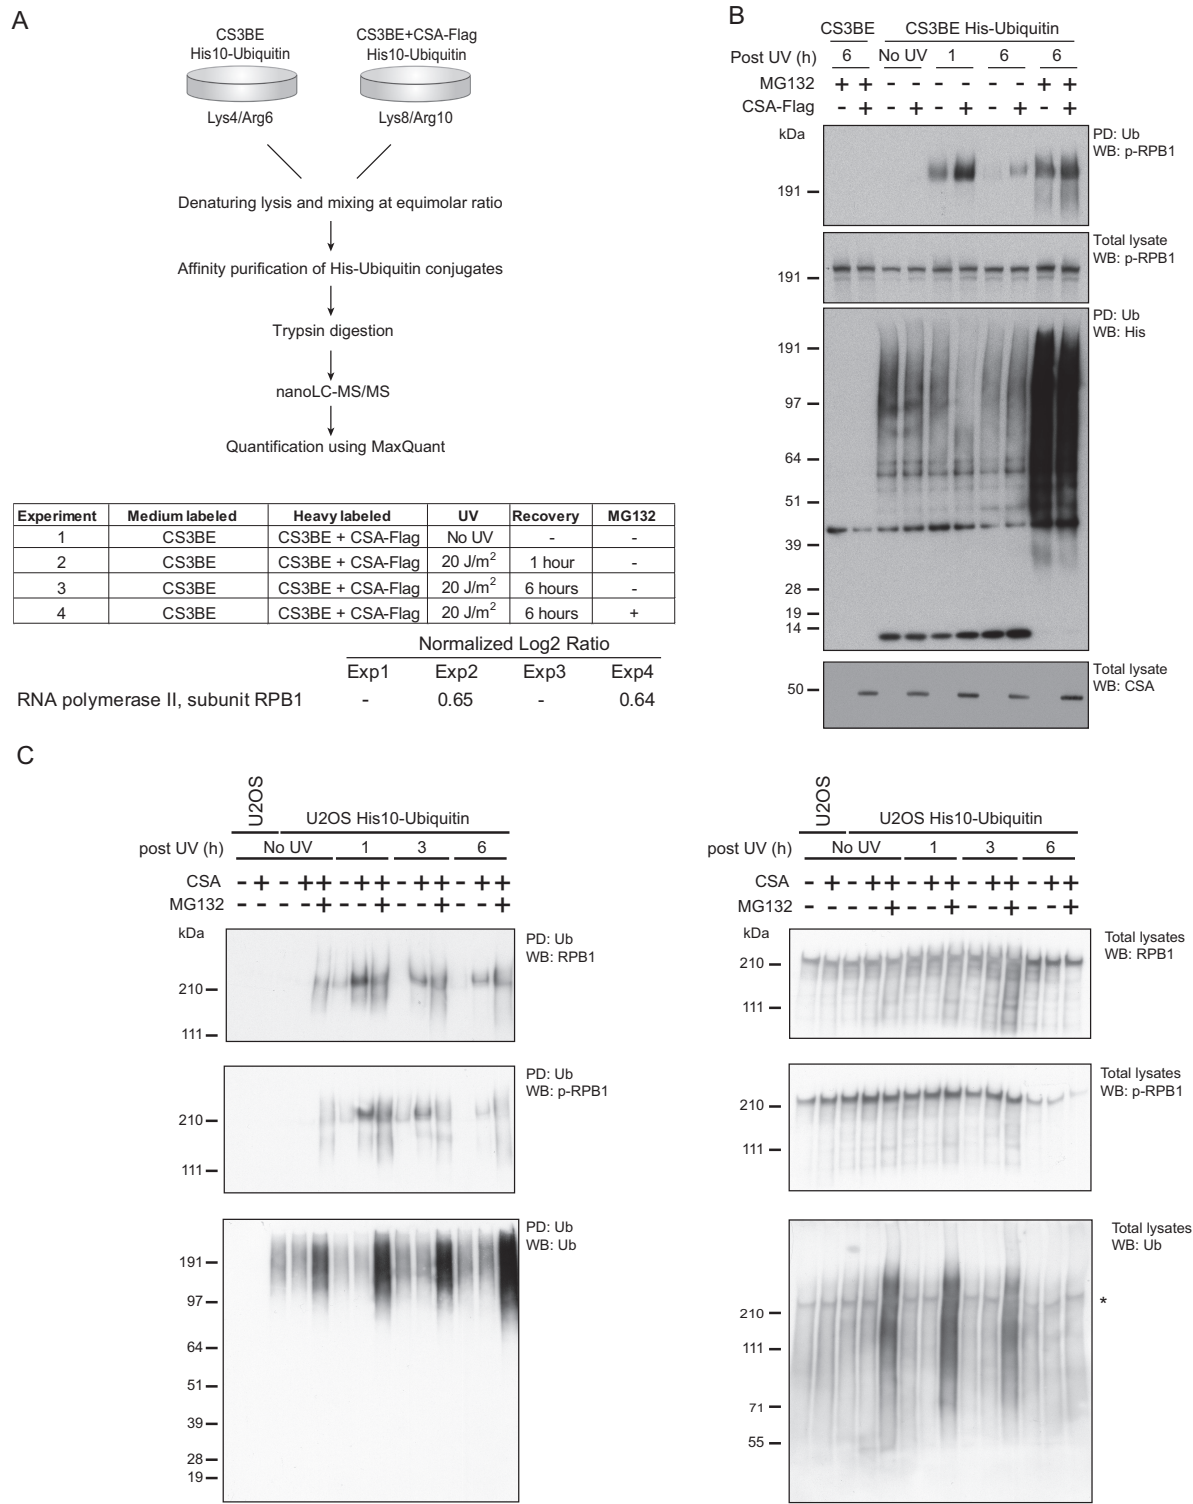 A
CS3BE
His10-Ubiquitin
CS3BE+CSA-Flag
His10-Ubiquitin
Lys4/Arg6
Lys8/Arg10
Denaturing lysis and mixing at equimolar ratio
Affinity purification of His-Ubiquitin conjugates
Trypsin digestion
nanoLC-MS/MS
Quantification using MaxQuant
Experiment Medium labeled Heavy labeled UV Recovery MG132
1 CS3BE CS3BE + CSA-Flag No UV - -
2 CS3BE CS3BE + CSA-Flag 20 J/m² 1 hour -
3 CS3BE CS3BE + CSA-Flag 20 J/m² 6 hours -
4 CS3BE CS3BE + CSA-Flag 20 J/m² 6 hours +
Normalized Log2 Ratio
Exp1 Exp2 Exp3 Exp4
RNA polymerase II, subunit RPB1 - 0.65 - 0.64
B
CS3BE CS3BE His-Ubiquitin
Post UV (h) 6 No UV 1 6 6
MG132 + + - - - - - - + +
CSA-Flag - + - + - + - + - +
kDa
PD: Ub
WB: p-RPB1
191
Total lysate
WB: p-RPB1
191
PD: Ub
WB: His
191
97
64
51
39
28
19
14
Total lysate
WB: CSA
50
C
U2OS
U2OS His10-Ubiquitin
post UV (h) No UV 1 3 6
CSA - + - + + - + + - + + - + +
MG132 - - - - + - - + - - + - - +
kDa
PD: Ub
WB: RPB1
210
111
PD: Ub
WB: p-RPB1
210
111
PD: Ub
WB: Ub
191
97
64
51
39
28
19
U2OS
U2OS His10-Ubiquitin
post UV (h) No UV 1 3 6
CSA - + - + + - + + - + + - + +
MG132 - - - - + - - + - - + - - +
kDa
Total lysates
WB: RPB1
210
111
Total lysates
WB: p-RPB1
210
111
Total lysates
WB: Ub
*
210
111
71
55